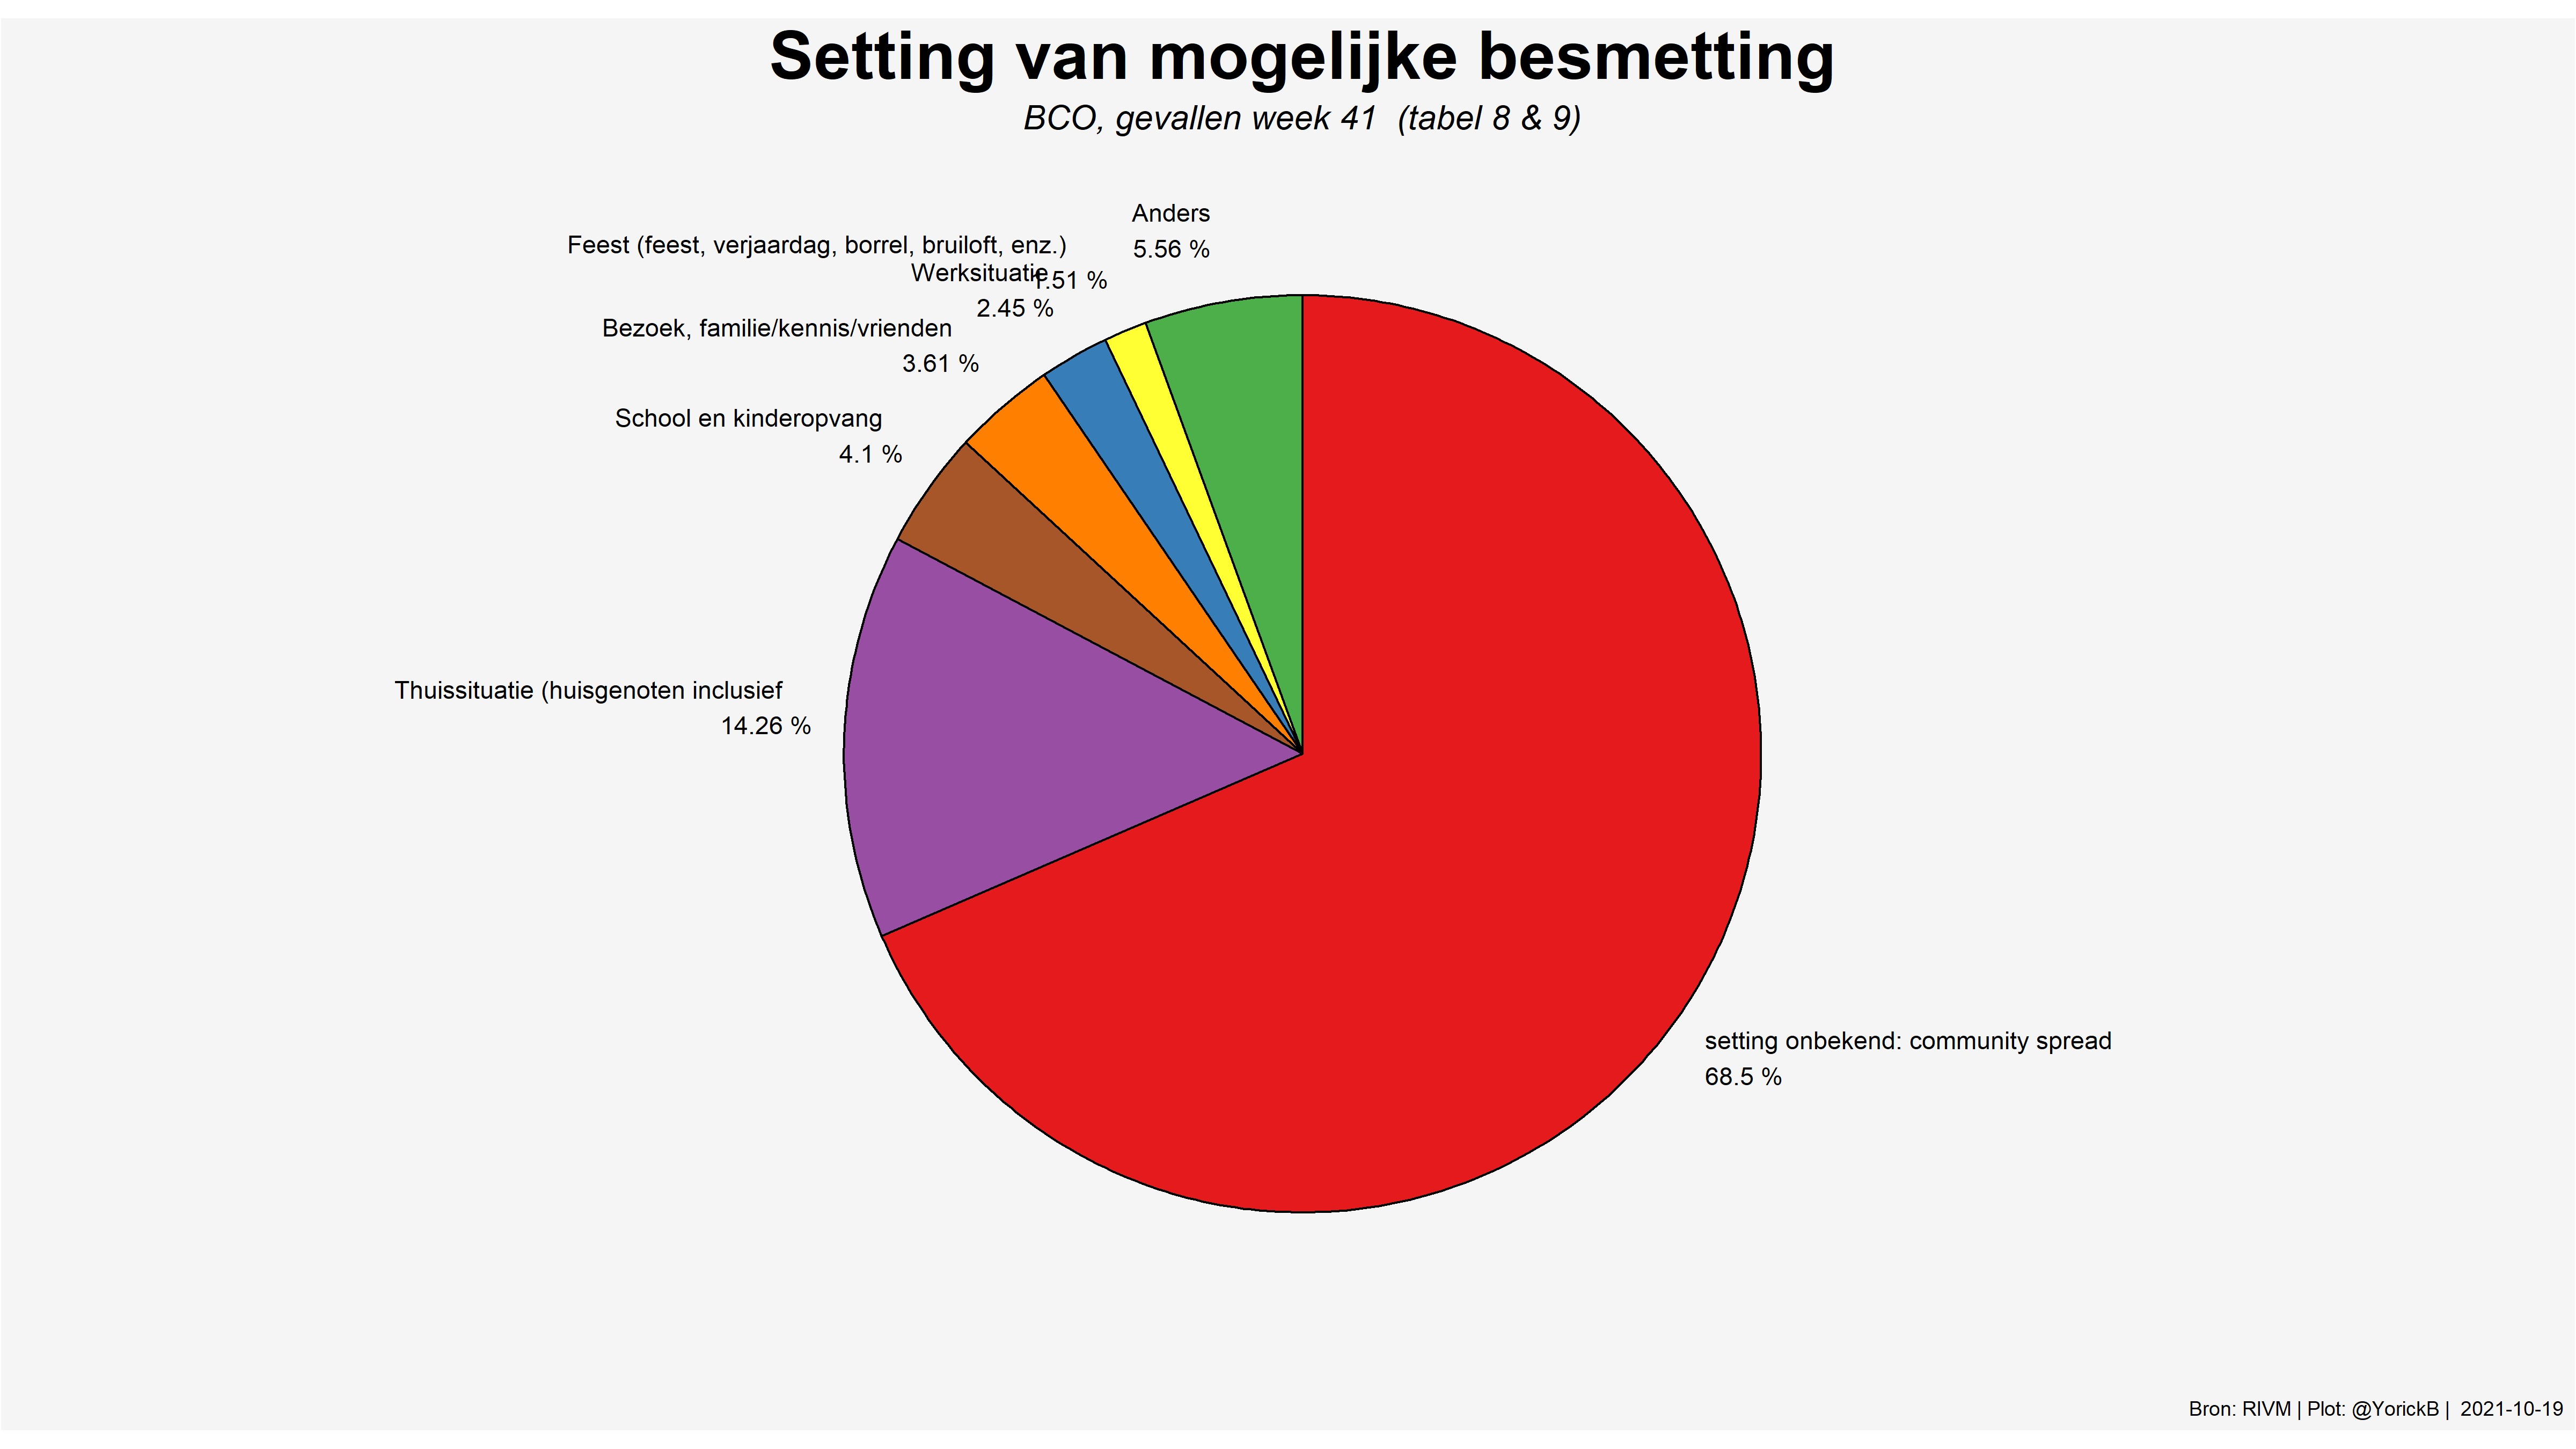 Setting van mogelijke besmetting
BCO, gevallen week 41 (tabel 8 & 9)
Anders
5.56 %
Feest (feest, verjaardag, borrel, bruiloft, enz.)
1.51 %
Werksituatie
2.45 %
Bezoek, familie/kennis/vrienden
3.61 %
School en kinderopvang
4.1 %
Thuissituatie (huisgenoten inclusief
14.26 %
setting onbekend: community spread
68.5 %
Bron: RIVM | Plot: @YorickB | 2021-10-19